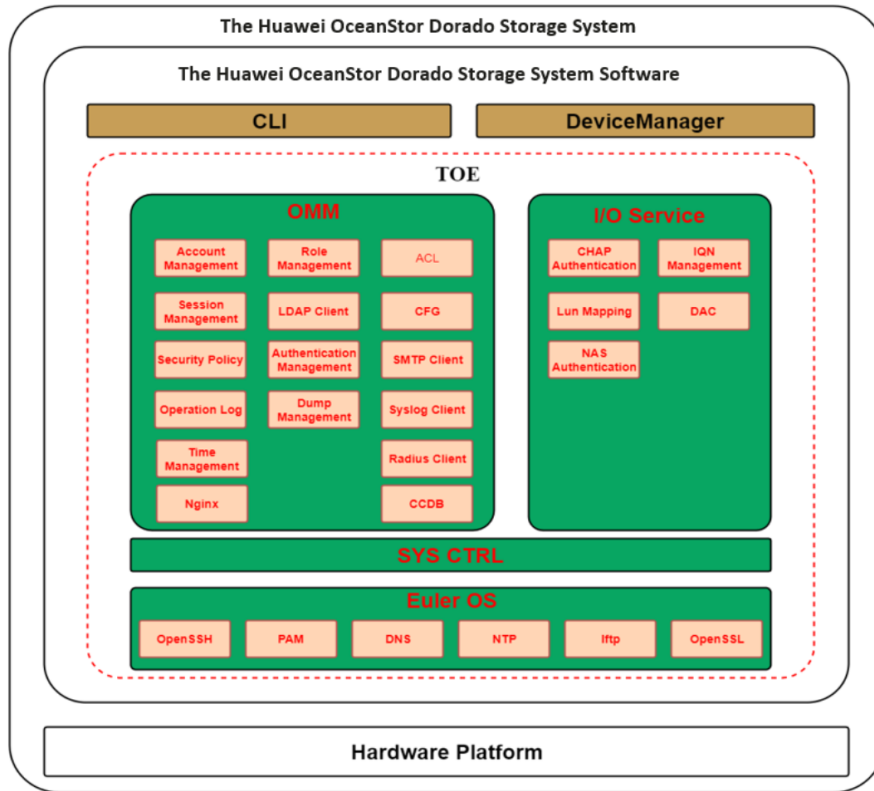 The Huawei OceanStor Dorado Storage System
The Huawei OceanStor Dorado Storage System Software
CLI
DeviceManager
TOE
OMM
Account
Management
Role
Management
ACL
Session
Management
LDAP Client
CFG
Security Policy
Authentication
Management
SMTP Client
Operation Log
Dump
Management
Syslog Client
Time
Management
Radius Client
Nginx
CCDB
I/O Service
CHAP
Authentication
IQN
Management
Lun Mapping
DAC
NAS
Authentication
SYS CTRL
Euler OS
OpenSSH
PAM
DNS
NTP
lftp
OpenSSL
Hardware Platform